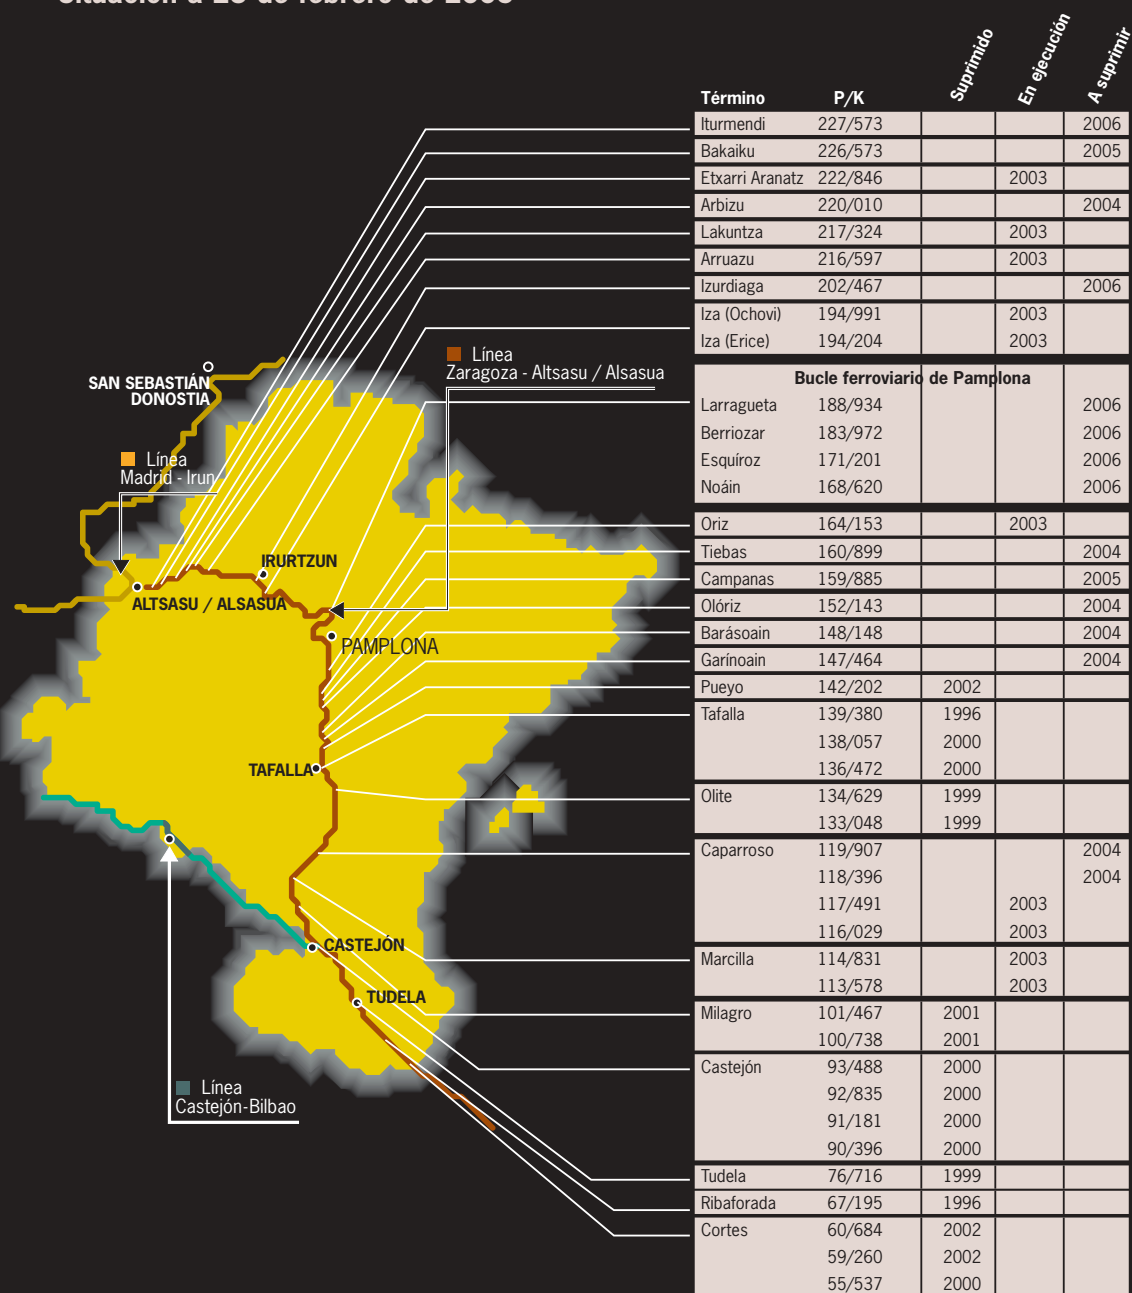 Término P/K Suprimido En ejecución A suprimir
Iturmendi 227/573 2006
Bakaiku 226/573 2005
Etxarri Aranatz 222/846 2003
Arbizu 220/010 2004
Lakuntza 217/324 2003
Arruazu 216/597 2003
Izurdiaga 202/467 2006
Iza (Ochovi) 194/991 2003
Iza (Erice) 194/204 2003
Bucle ferroviario de Pamplona
Larragueta 188/934 2006
Berriozar 183/972 2006
Esquíroz 171/201 2006
Noáin 168/620 2006
Oriz 164/153 2003
Tiebas 160/899 2004
Campanas 159/885 2005
Olóriz 152/143 2004
Barásoain 148/148 2004
Garínoain 147/464 2004
Pueyo 142/202 2002
Tafalla 139/380 1996
138/057 2000
136/472 2000
Olite 134/629 1999
133/048 1999
Caparroso 119/907 2004
118/396 2004
117/491 2003
116/029 2003
Marcilla 114/831 2003
113/578 2003
Milagro 101/467 2001
100/738 2001
Castejón 93/488 2000
92/835 2000
91/181 2000
90/396 2000
Tudela 76/716 1999
Ribaforada 67/195 1996
Cortes 60/684 2002
59/260 2002
55/537 2000
SAN SEBASTIÁN
DONOSTIA
Línea
Madrid - Irun
Línea
Zaragoza - Altsasu / Alsasua
IRURTZUN
ALTSASU / ALSASUA
PAMPLONA
TAFALLA
CASTEJÓN
TUDELA
Línea
Castejón-Bilbao